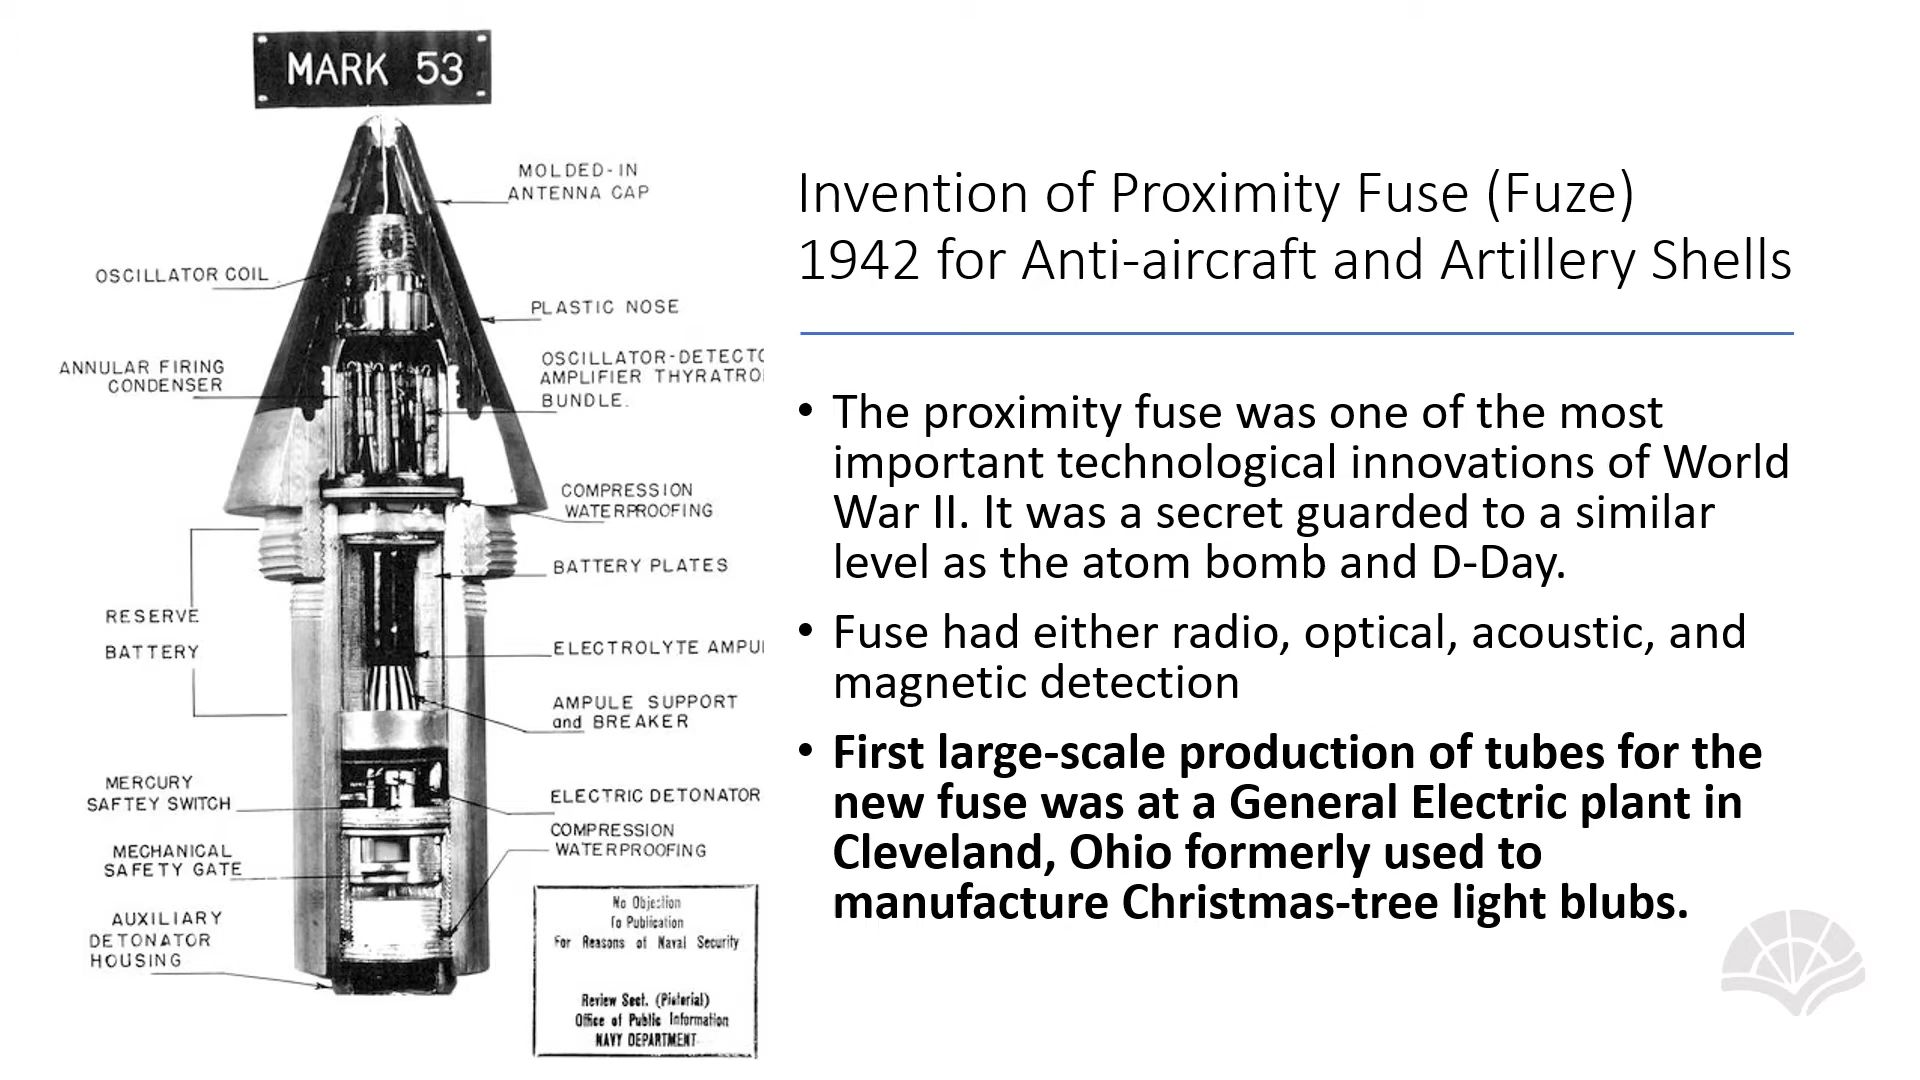 MARK 53
MOLDED-IN
ANTENNA CAP
OSCILLATOR COIL
PLASTIC NOSE
ANNULAR FIRING
CONDENSER
OSCILLATOR-DETECTO
AMPLIFIER THYRATRO
BUNDLE.
COMPRESSION
WATERPROOFING
BATTERY PLATES
RESERVE
BATTERY
ELECTROLYTE AMPU
AMPULE SUPPORT
and BREAKER
MERCURY
SAFTEY SWITCH
ELECTRIC DETONATOR
COMPRESSION
WATERPROOFING
MECHANICAL
SAFETY GATE
AUXILIARY
DETONATOR
HOUSING
No Objection
To Publication
For Reasons of Naval Security
Review Sect. (Pictorial)
Office of Public Information
NAVY DEPARTMENT
Invention of Proximity Fuse (Fuze)
1942 for Anti-aircraft and Artillery Shells
• The proximity fuse was one of the most
important technological innovations of World
War II. It was a secret guarded to a similar
level as the atom bomb and D-Day.
• Fuse had either radio, optical, acoustic, and
magnetic detection
• First large-scale production of tubes for the
new fuse was at a General Electric plant in
Cleveland, Ohio formerly used to
manufacture Christmas-tree light blubs.